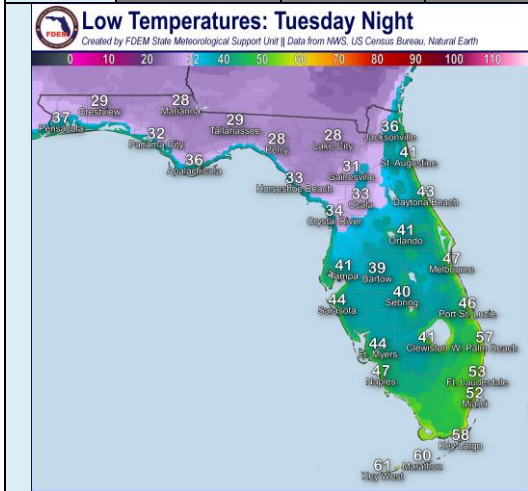 FDEM
Low Temperatures: Tuesday Night
Created by FDEM State Meteorological Support Unit || Data from NWS, US Census Bureau, Natural Earth
0 10 20 30 40 50 60 70 80 90 100 110
29
Crestview
28
Marianna
37
Pensacola
32
Panama City
29
Tallahassee
36
Apalachicola
28
Perry
28
Lake City
36
Jacksonville
41
St. Augustine
31
Gainesville
33
Horseshoe Beach
33
Ocala
43
Daytona Beach
34
Crystal River
41
Orlando
41
Tampa
39
Bartow
47
Melbourne
44
Sarasota
40
Sebring
46
Port St. Lucie
44
Ft. Myers
41
Clewiston
57
W. Palm Beach
47
Naples
53
Ft. Lauderdale
52
Miami
58
Key Largo
60
Marathon
61
Key West